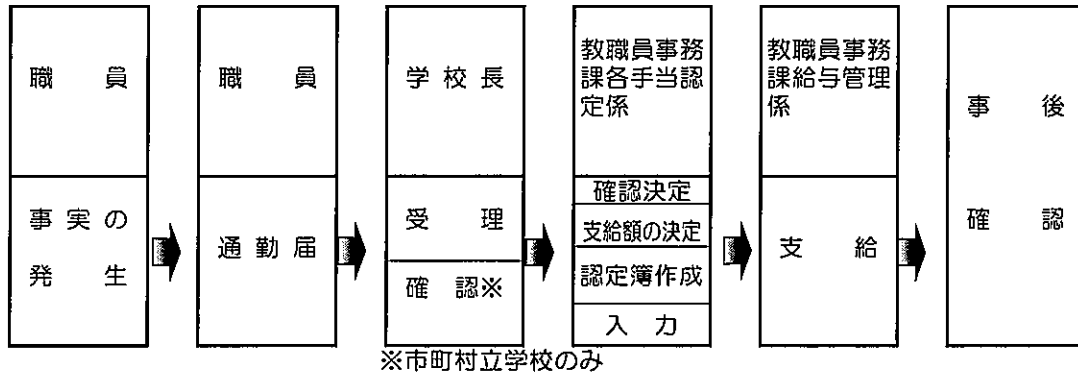 職員
事実の
発生
職員
通勤届
学校長
受理
確認※
※市町村立学校のみ
教職員事務
課各手当認
定係
確認決定
支給額の決定
認定簿作成
入力
教職員事務
課給与管理
係
支給
事後
確認